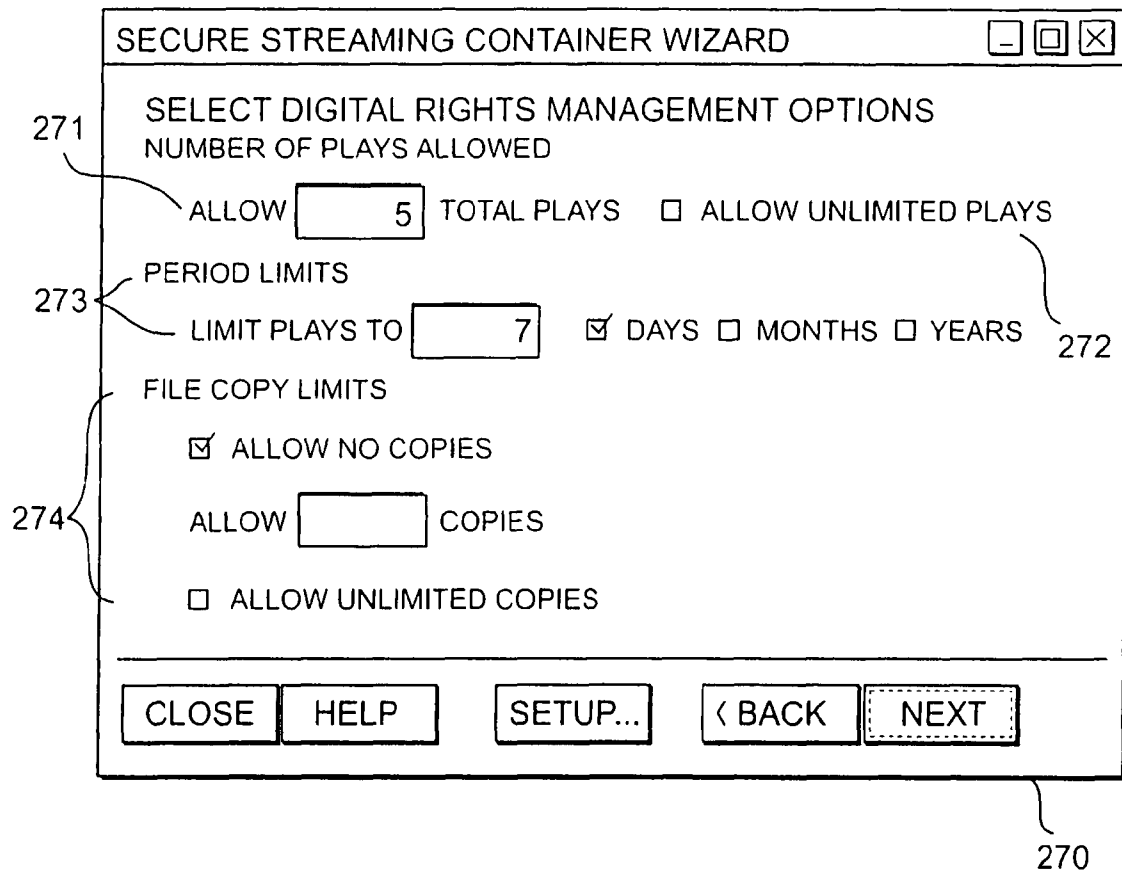 SECURE STREAMING CONTAINER WIZARD
SELECT DIGITAL RIGHTS MANAGEMENT OPTIONS
271
NUMBER OF PLAYS ALLOWED
ALLOW 5 TOTAL PLAYS ALLOW UNLIMITED PLAYS
PERIOD LIMITS
273
LIMIT PLAYS TO 7 DAYS MONTHS YEARS
272
FILE COPY LIMITS
ALLOW NO COPIES
274
ALLOW COPIES
ALLOW UNLIMITED COPIES
CLOSE HELP SETUP... < BACK NEXT
270